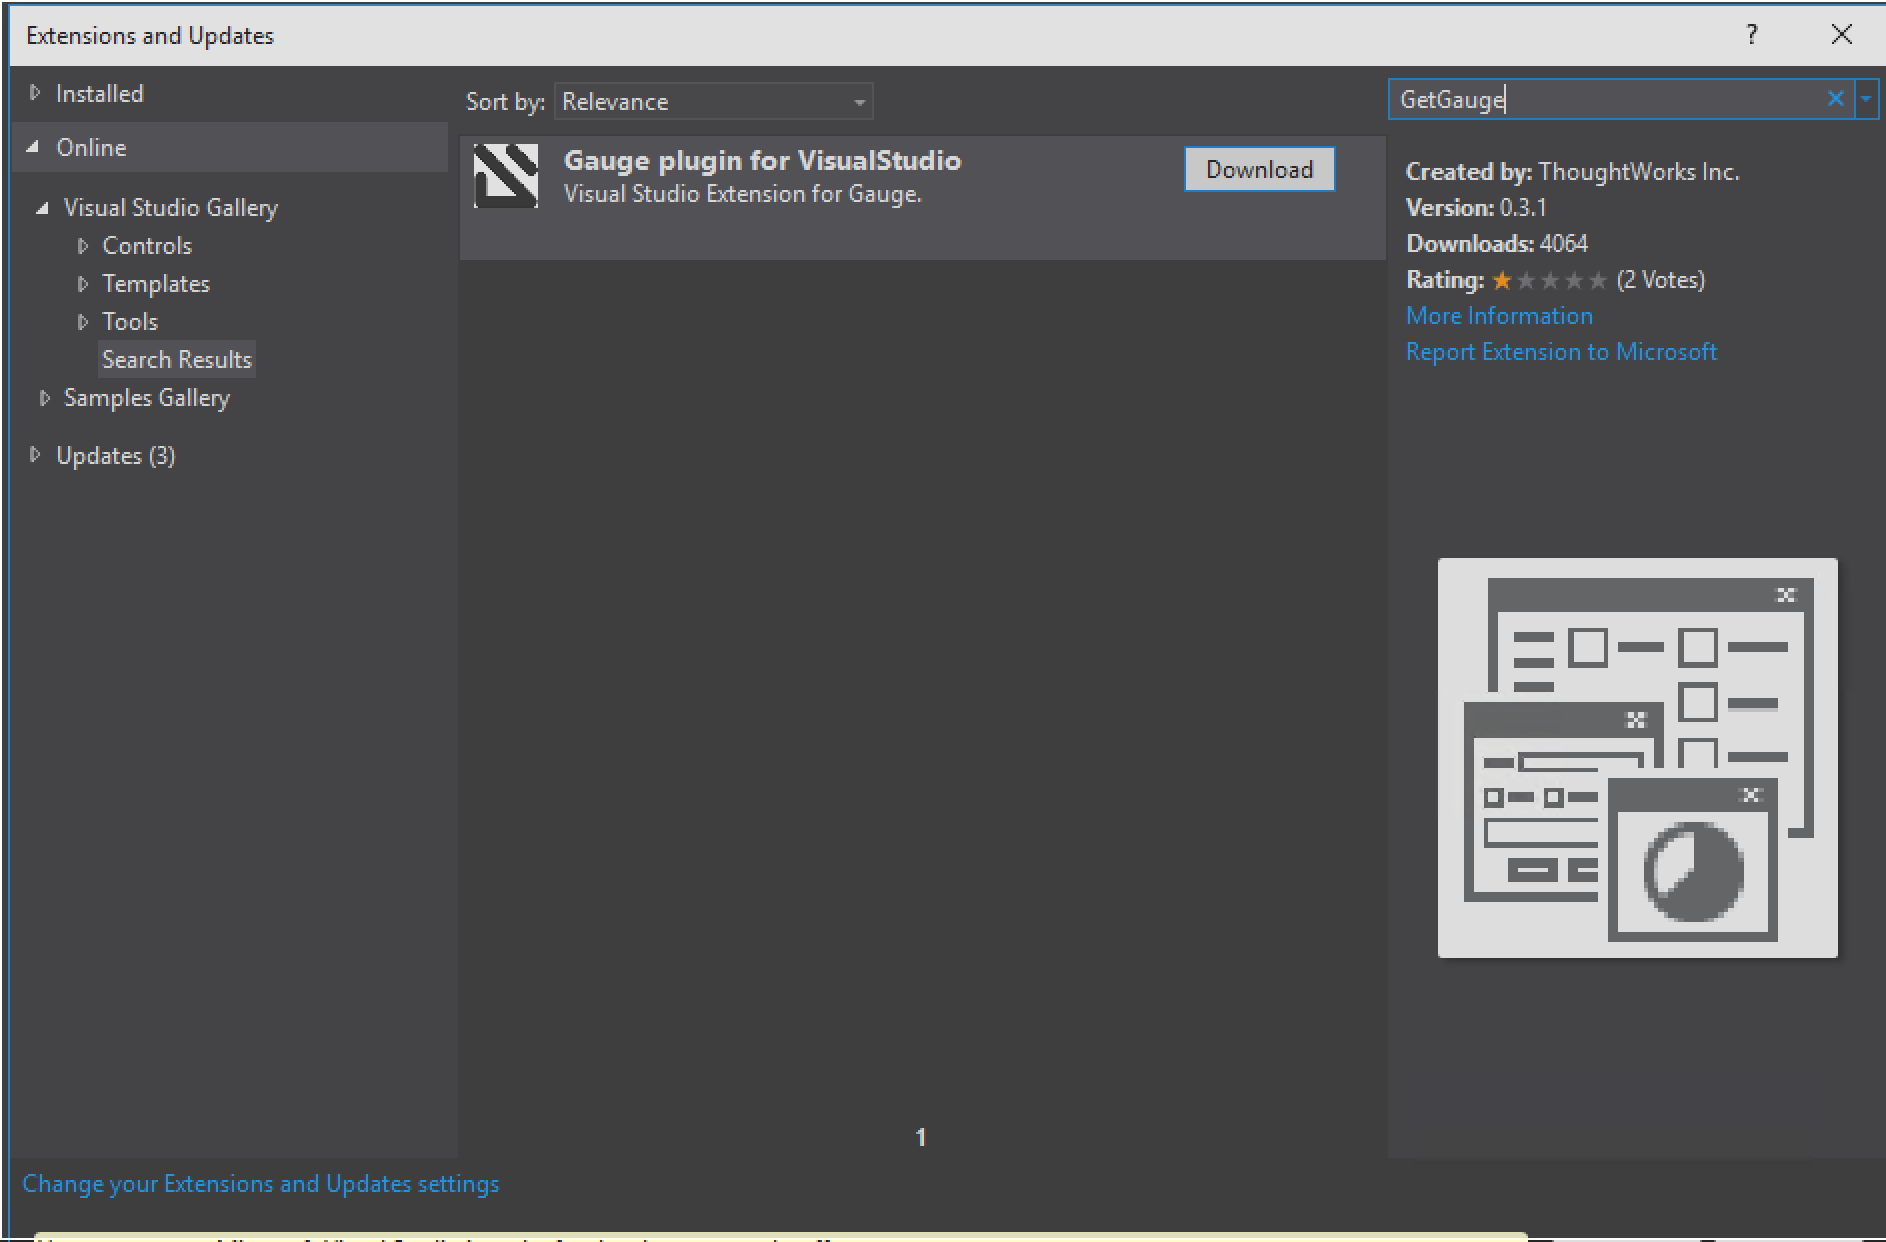 Extensions and Updates
?
Installed
Online
Visual Studio Gallery
Controls
Templates
Tools
Search Results
Samples Gallery
Updates (3)
Sort by: Relevance
Gauge plugin for VisualStudio
Visual Studio Extension for Gauge.
Download
1
GetGauge
Created by: ThoughtWorks Inc.
Version: 0.3.1
Downloads: 4064
Rating: (2 Votes)
More Information
Report Extension to Microsoft
Change your Extensions and Updates settings